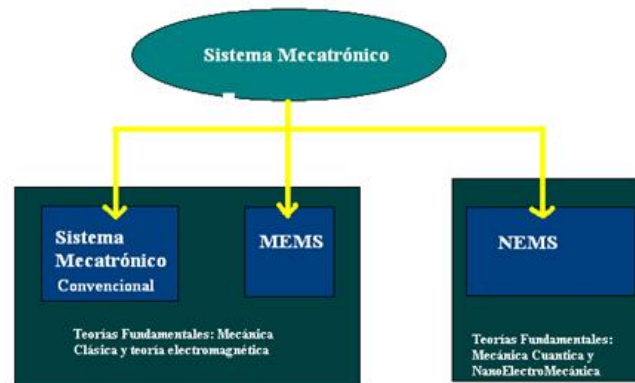 Sistema Mecatrónico
Sistema
Mecatrónico
Convencional
MEMS
Teorías Fundamentales: Mecánica
Clásica y teoría electromagnética
NEMS
Teorías Fundamentales:
Mecánica Cuantica y
NanoElectroMecánica